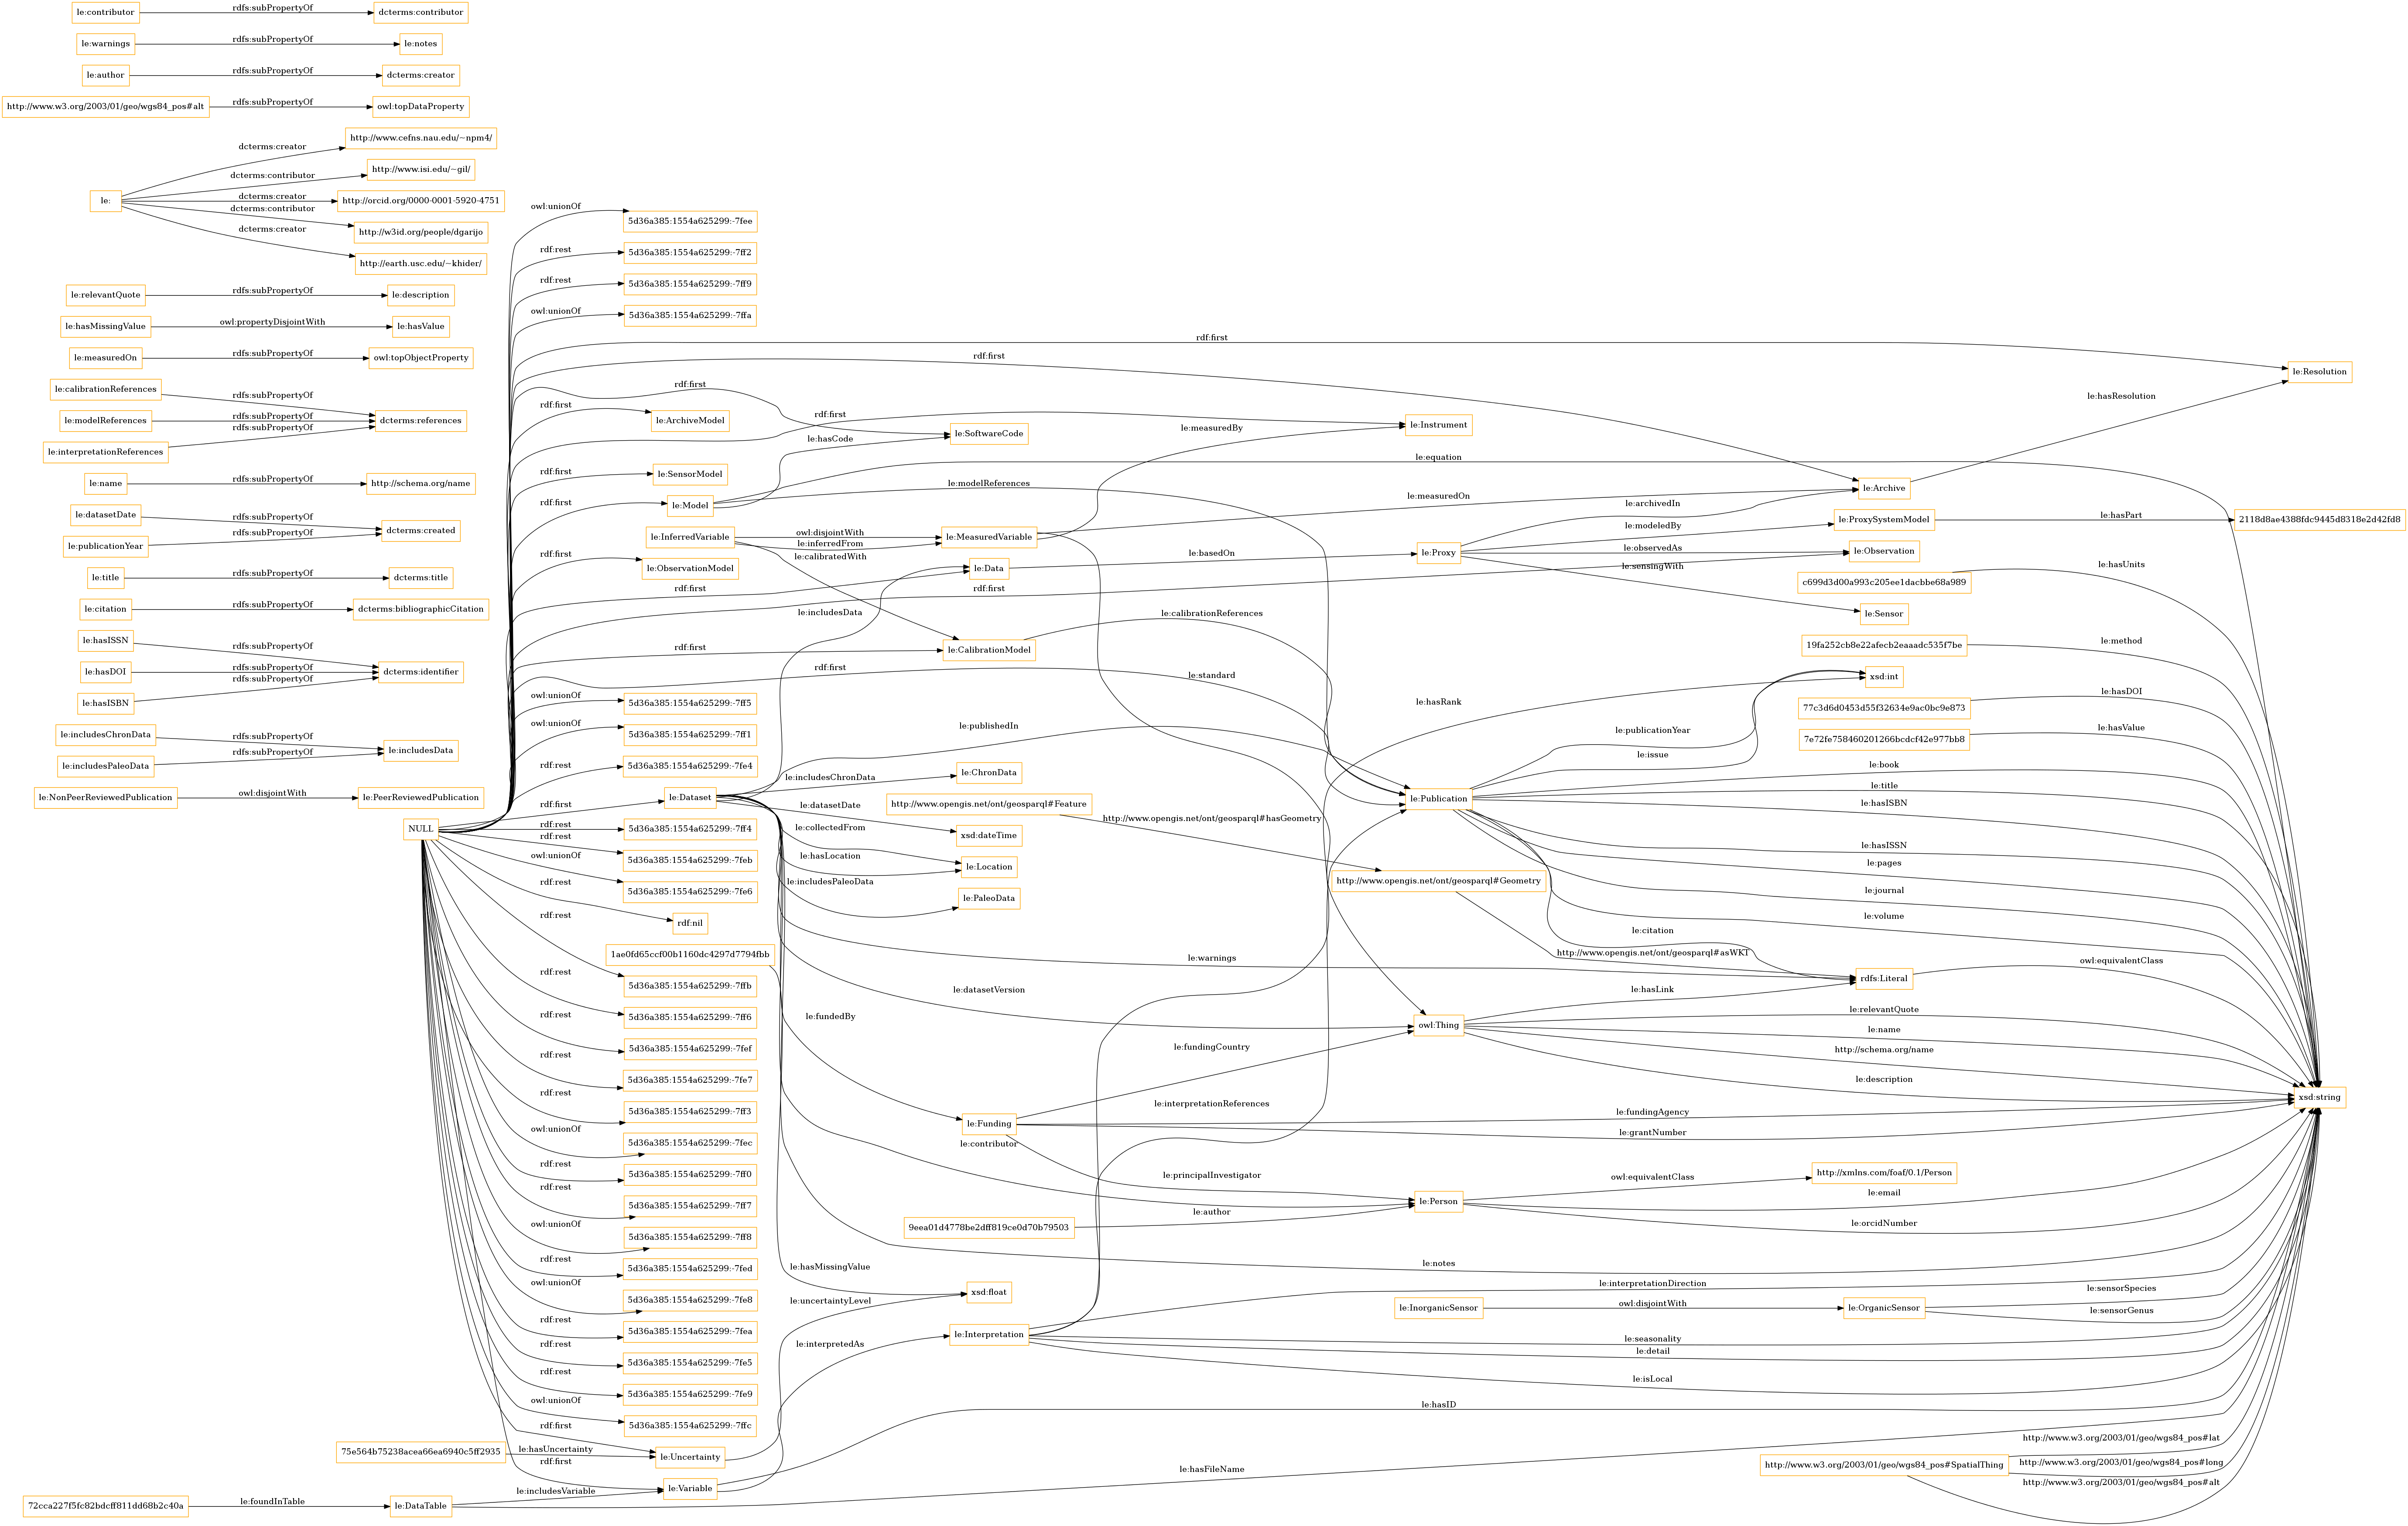 le:contributor
rdfs:subPropertyOf
dcterms:contributor
le:warnings
rdfs:subPropertyOf
le:notes
le:author
rdfs:subPropertyOf
dcterms:creator
http://www.w3.org/2003/01/geo/wgs84_pos#alt
rdfs:subPropertyOf
owl:topDataProperty
le:
dcterms:creator
http://www.cefns.nau.edu/~npm4/
dcterms:contributor
http://www.isi.edu/~gil/
dcterms:creator
http://orcid.org/0000-0001-5920-4751
dcterms:contributor
http://w3id.org/people/dgarijo
dcterms:creator
http://earth.usc.edu/~khider/
le:relevantQuote
rdfs:subPropertyOf
le:description
le:hasMissingValue
owl:propertyDisjointWith
le:hasValue
le:measuredOn
rdfs:subPropertyOf
owl:topObjectProperty
le:calibrationReferences
rdfs:subPropertyOf
le:modelReferences
rdfs:subPropertyOf
dcterms:references
le:interpretationReferences
rdfs:subPropertyOf
le:name
rdfs:subPropertyOf
http://schema.org/name
le:datasetDate
rdfs:subPropertyOf
dcterms:created
le:publicationYear
rdfs:subPropertyOf
le:title
rdfs:subPropertyOf
dcterms:title
le:citation
rdfs:subPropertyOf
dcterms:bibliographicCitation
le:hasISSN
rdfs:subPropertyOf
le:hasDOI
rdfs:subPropertyOf
dcterms:identifier
le:hasISBN
rdfs:subPropertyOf
le:includesChronData
rdfs:subPropertyOf
le:includesData
le:includesPaleoData
rdfs:subPropertyOf
le:NonPeerReviewedPublication
owl:disjointWith
le:PeerReviewedPublication
NULL
owl:unionOf
5d36a385:1554a625299:-7fee
rdf:rest
5d36a385:1554a625299:-7ff2
rdf:rest
5d36a385:1554a625299:-7ff9
owl:unionOf
5d36a385:1554a625299:-7ffa
rdf:first
le:Resolution
rdf:first
le:Archive
le:hasResolution
rdf:first
le:SoftwareCode
rdf:first
le:ArchiveModel
rdf:first
le:Instrument
rdf:first
le:SensorModel
rdf:first
le:Model
le:hasCode
le:equation
le:modelReferences
rdf:first
le:ObservationModel
le:InferredVariable
owl:disjointWith
le:inferredFrom
le:calibratedWith
le:MeasuredVariable
le:measuredBy
le:measuredOn
le:standard
rdf:first
le:Data
le:basedOn
le:Proxy
le:archivedIn
le:modeledBy
le:observedAs
le:sensingWith
le:ProxySystemModel
le:hasPart
2118d8ae4388fdc9445d8318e2d42fd8
rdf:first
le:Observation
c699d3d00a993c205ee1dacbbe68a989
le:hasUnits
le:Sensor
rdf:first
le:CalibrationModel
le:calibrationReferences
rdf:first
19fa252cb8e22afecb2eaaadc535f7be
le:method
xsd:int
77c3d6d0453d55f32634e9ac0bc9e873
le:hasDOI
7e72fe758460201266bcdcf42e977bb8
le:hasValue
owl:unionOf
5d36a385:1554a625299:-7ff5
owl:unionOf
5d36a385:1554a625299:-7ff1
rdf:rest
5d36a385:1554a625299:-7fe4
rdf:first
le:Dataset
le:includesData
le:publishedIn
le:includesChronData
le:ChronData
le:datasetDate
xsd:dateTime
le:collectedFrom
le:hasLocation
le:Location
le:includesPaleoData
le:PaleoData
le:warnings
le:datasetVersion
le:fundedBy
le:contributor
le:notes
le:Publication
le:hasRank
le:publicationYear
le:issue
le:book
le:title
le:hasISBN
le:hasISSN
le:pages
le:journal
le:volume
le:citation
http://www.opengis.net/ont/geosparql#Feature
http://www.opengis.net/ont/geosparql#hasGeometry
http://www.opengis.net/ont/geosparql#Geometry
http://www.opengis.net/ont/geosparql#asWKT
rdfs:Literal
owl:equivalentClass
rdf:rest
5d36a385:1554a625299:-7ff4
rdf:rest
5d36a385:1554a625299:-7feb
owl:unionOf
5d36a385:1554a625299:-7fe6
rdf:rest
rdf:nil
1ae0fd65ccf00b1160dc4297d7794fbb
le:hasMissingValue
rdf:rest
5d36a385:1554a625299:-7ffb
rdf:rest
5d36a385:1554a625299:-7ff6
rdf:rest
5d36a385:1554a625299:-7fef
rdf:rest
5d36a385:1554a625299:-7fe7
rdf:rest
5d36a385:1554a625299:-7ff3
owl:unionOf
5d36a385:1554a625299:-7fec
rdf:rest
5d36a385:1554a625299:-7ff0
rdf:rest
5d36a385:1554a625299:-7ff7
owl:unionOf
5d36a385:1554a625299:-7ff8
rdf:rest
5d36a385:1554a625299:-7fed
owl:unionOf
5d36a385:1554a625299:-7fe8
rdf:rest
5d36a385:1554a625299:-7fea
rdf:rest
5d36a385:1554a625299:-7fe5
rdf:rest
5d36a385:1554a625299:-7fe9
owl:unionOf
5d36a385:1554a625299:-7ffc
owl:Thing
le:hasLink
le:relevantQuote
le:name
http://schema.org/name
le:description
xsd:string
le:Funding
le:fundingCountry
le:fundingAgency
le:grantNumber
le:principalInvestigator
le:interpretationReferences
9eea01d4778be2dff819ce0d70b79503
le:author
le:Person
owl:equivalentClass
http://xmlns.com/foaf/0.1/Person
le:email
le:orcidNumber
xsd:float
le:uncertaintyLevel
le:interpretedAs
le:Interpretation
le:interpretationDirection
le:seasonality
le:detail
le:isLocal
le:InorganicSensor
owl:disjointWith
le:OrganicSensor
le:sensorSpecies
le:sensorGenus
75e564b75238acea66ea6940c5ff2935
le:hasUncertainty
rdf:first
le:Uncertainty
rdf:first
le:Variable
le:hasID
72cca227f5fc82bdcff811dd68b2c40a
le:foundInTable
le:DataTable
le:includesVariable
le:hasFileName
http://www.w3.org/2003/01/geo/wgs84_pos#SpatialThing
http://www.w3.org/2003/01/geo/wgs84_pos#lat
http://www.w3.org/2003/01/geo/wgs84_pos#long
http://www.w3.org/2003/01/geo/wgs84_pos#alt